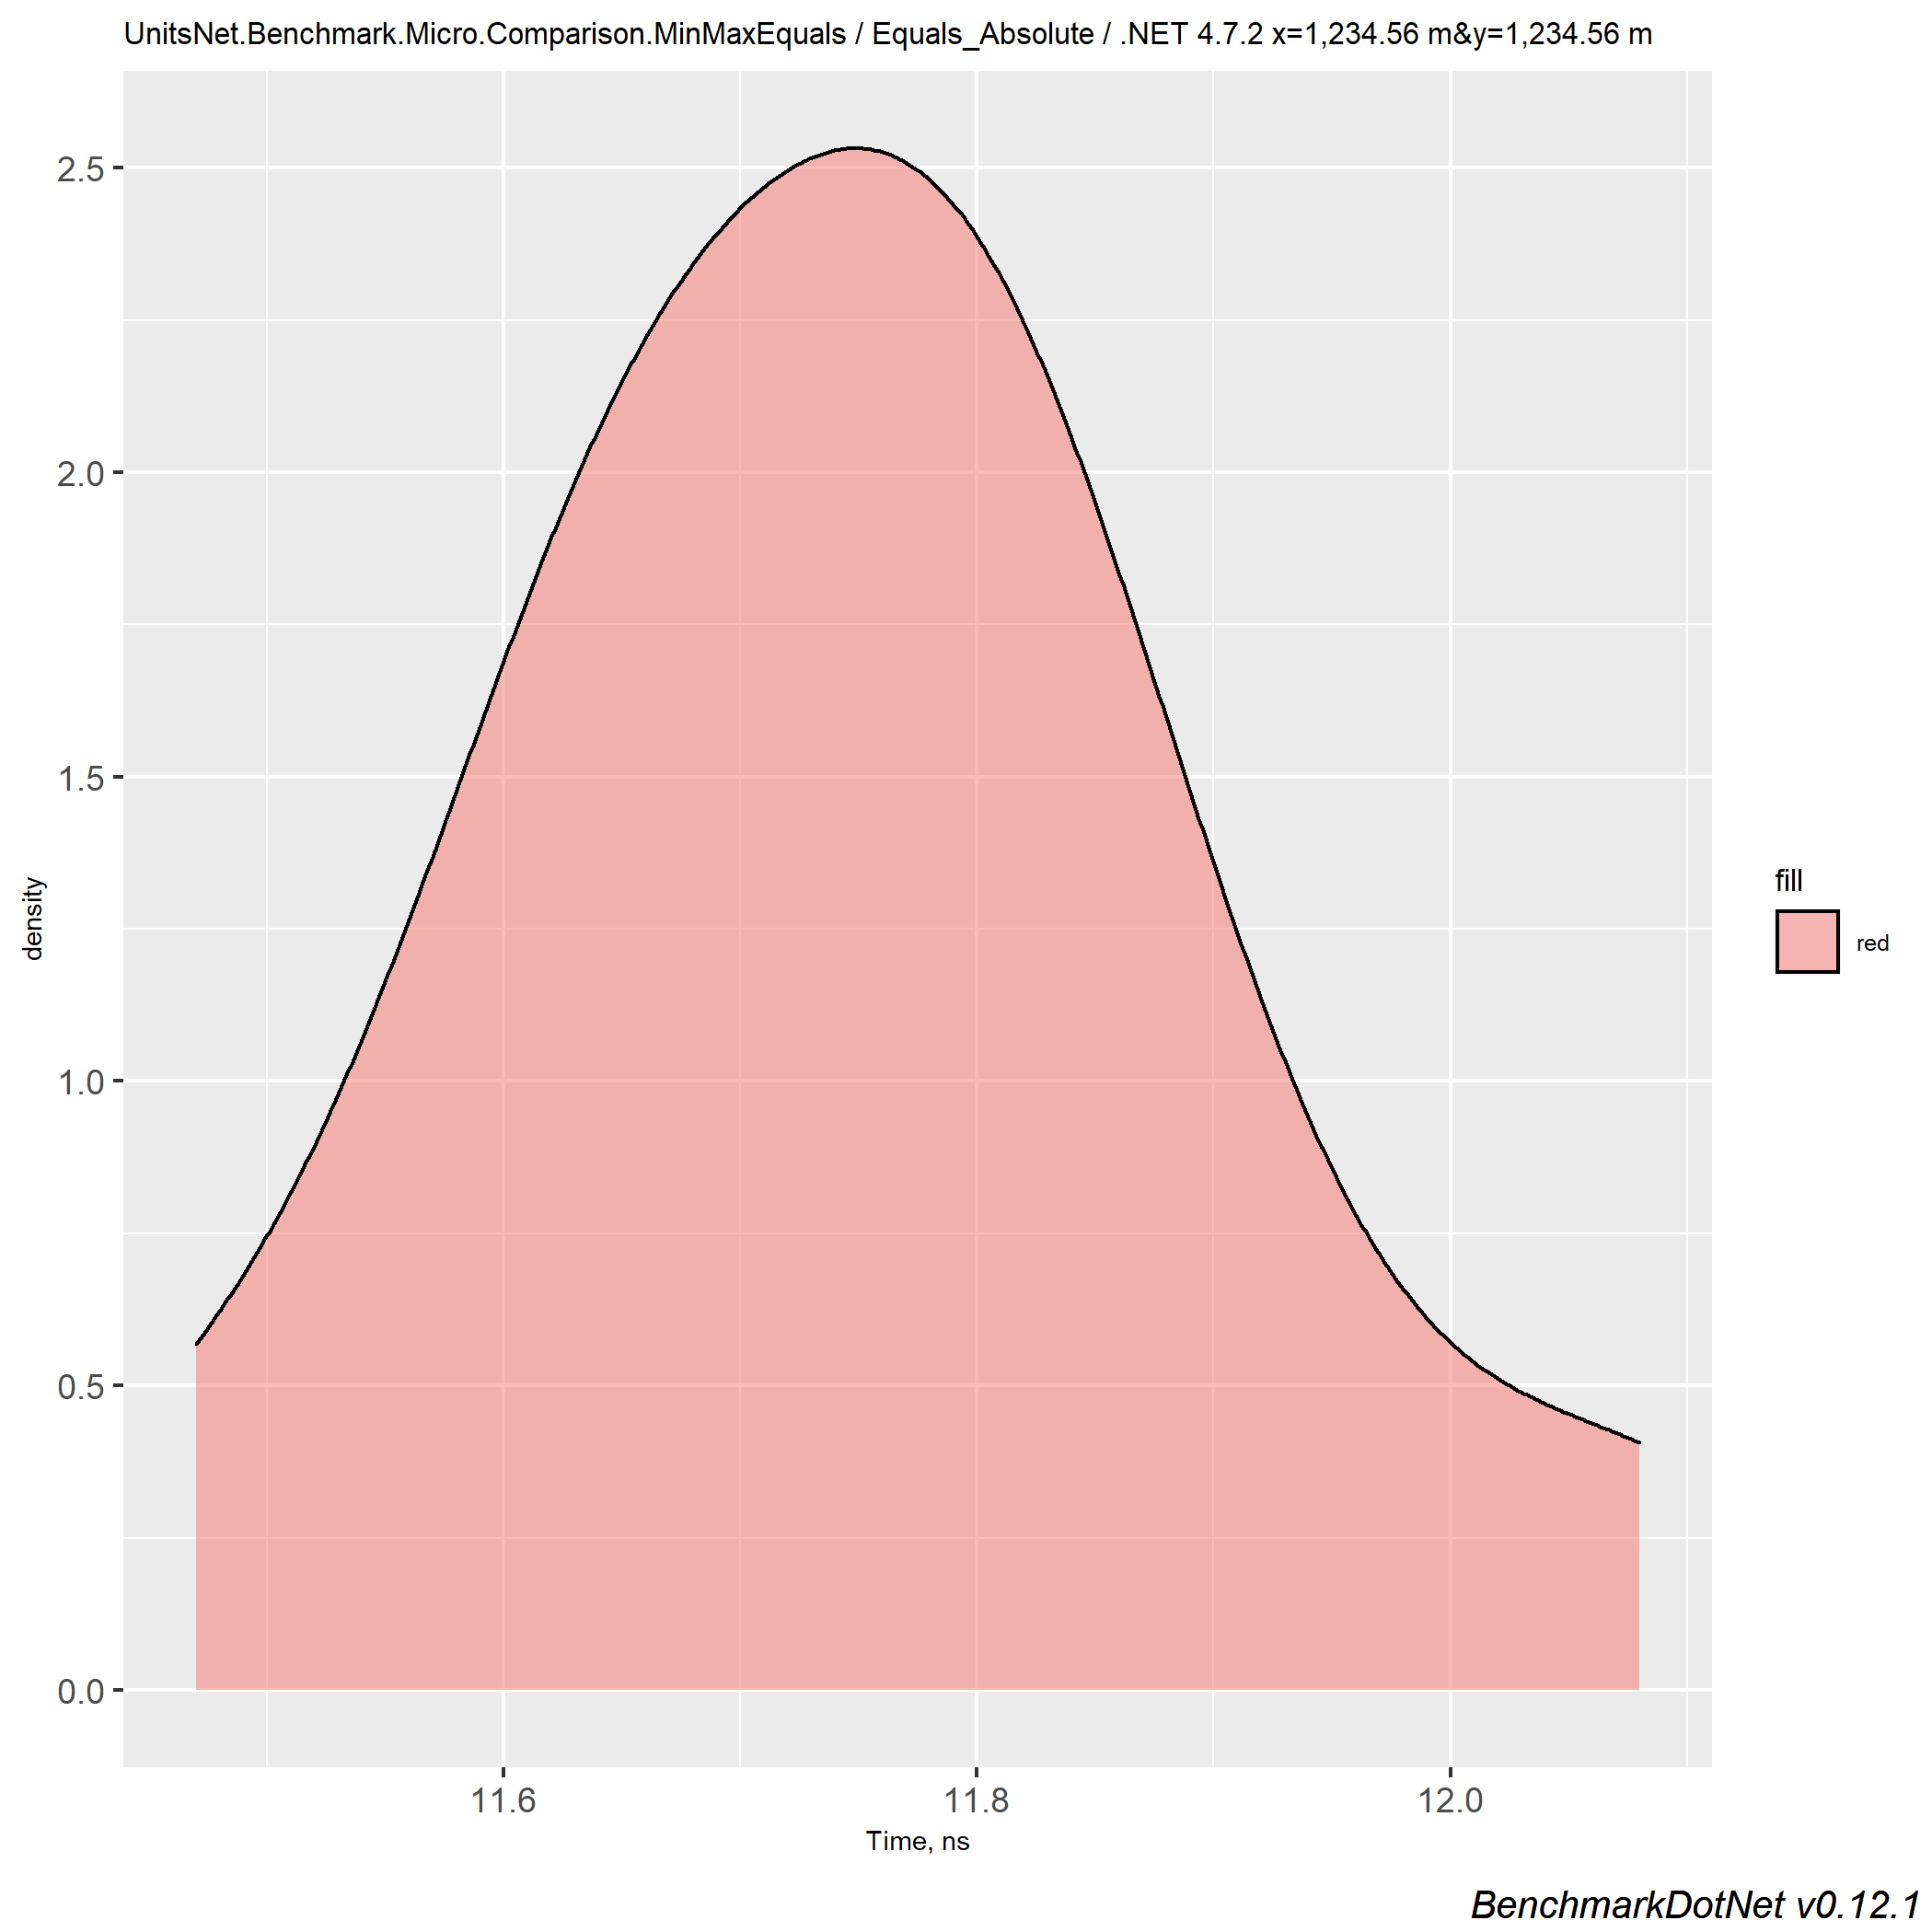 UnitsNet.Benchmark.Micro.Comparison.MinMaxEquals / Equals_Absolute / .NET 4.7.2 x=1,234.56 m&y=1,234.56 m
2.5
2.0
1.5
1.0
0.5
0.0
density
11.6 11.8 12.0
Time, ns
fill
red
BenchmarkDotNet v0.12.1